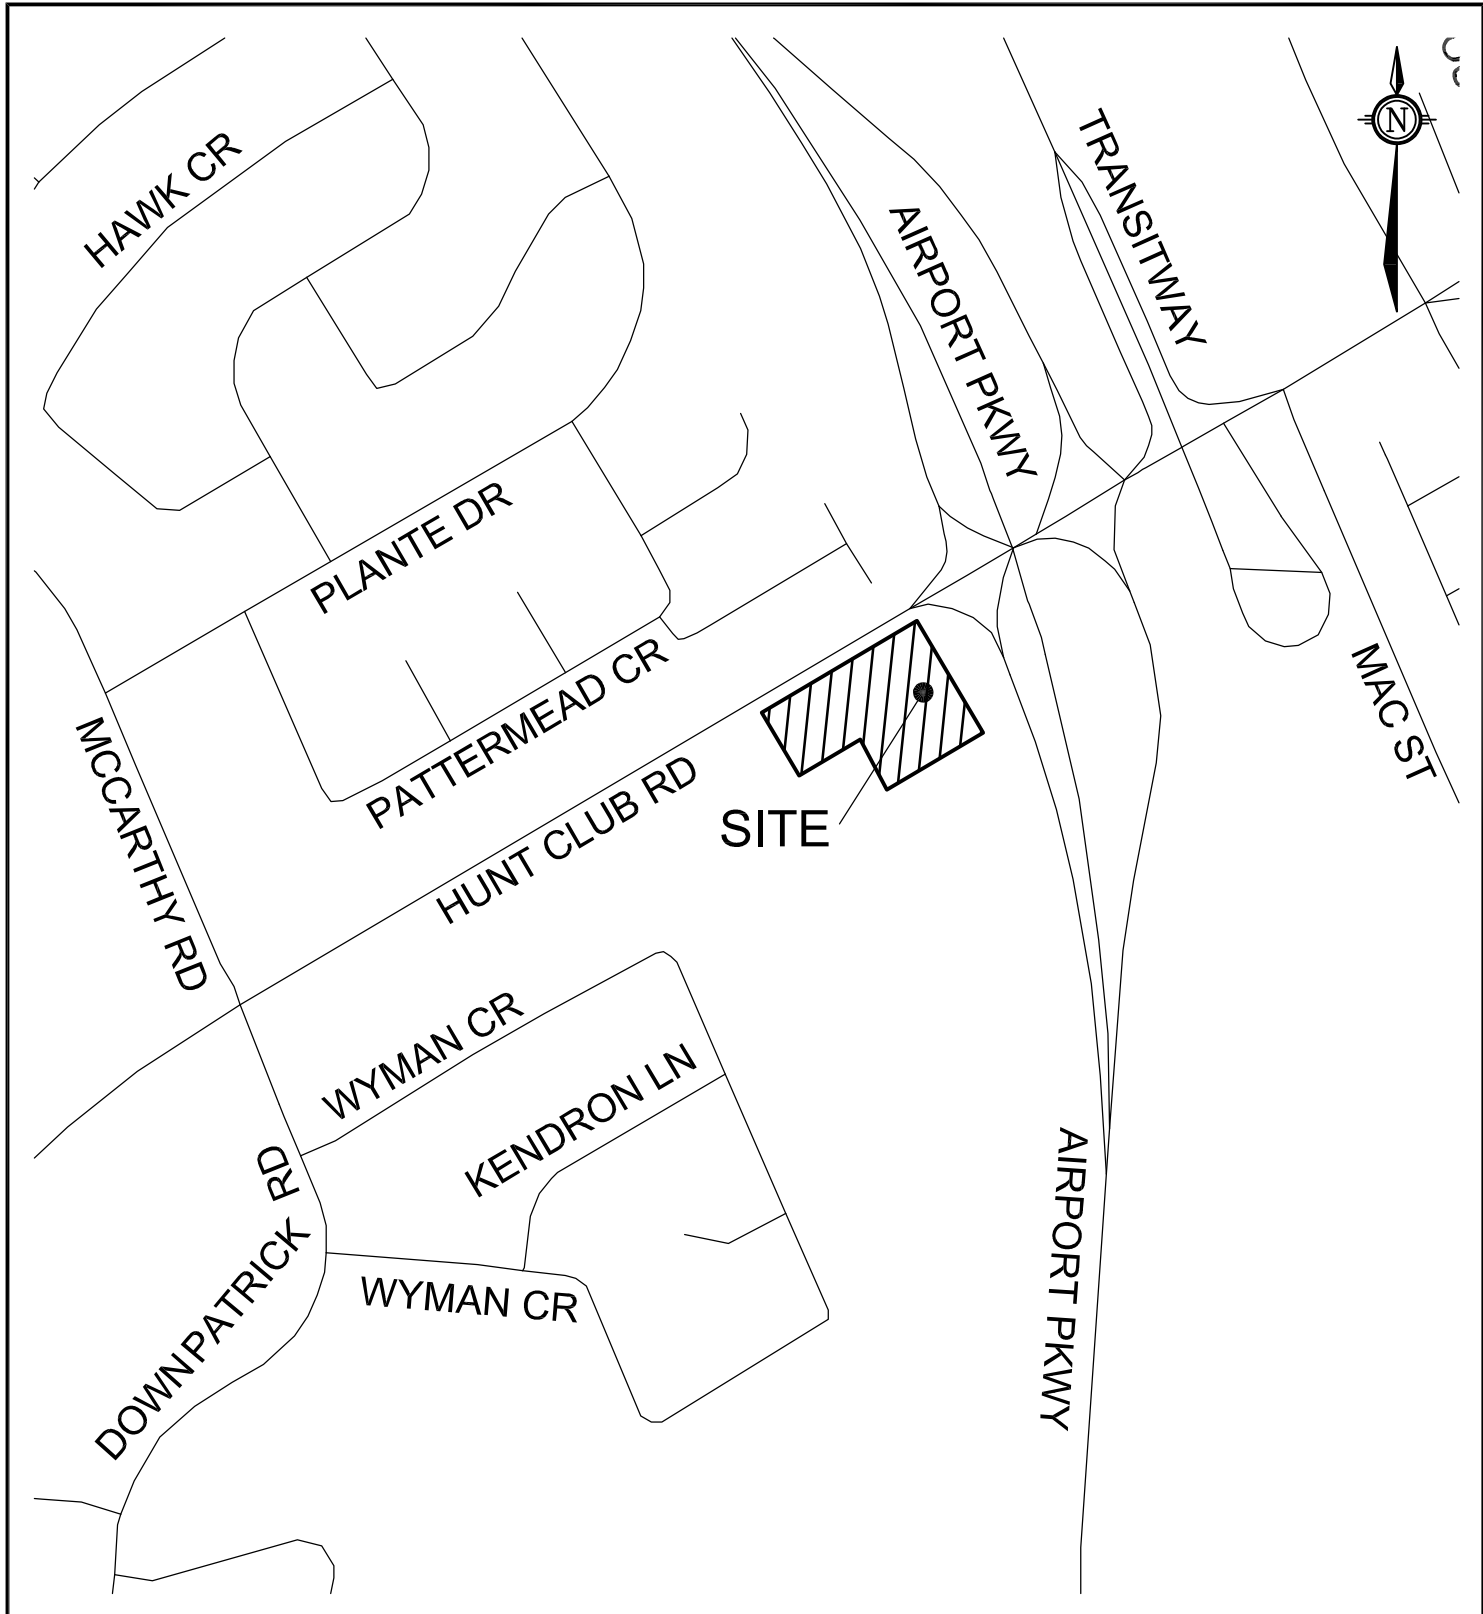 HAWK CR
TRANSITWAY
N
AIRPORT PKWY
PLANTE DR
PATTERMEAD CR
MAC ST
MCCARTHY RD
HUNT CLUB RD
SITE
WYMAN CR
KENDRON LN
DOWNPATRICK RD
WYMAN CR
AIRPORT PKWY